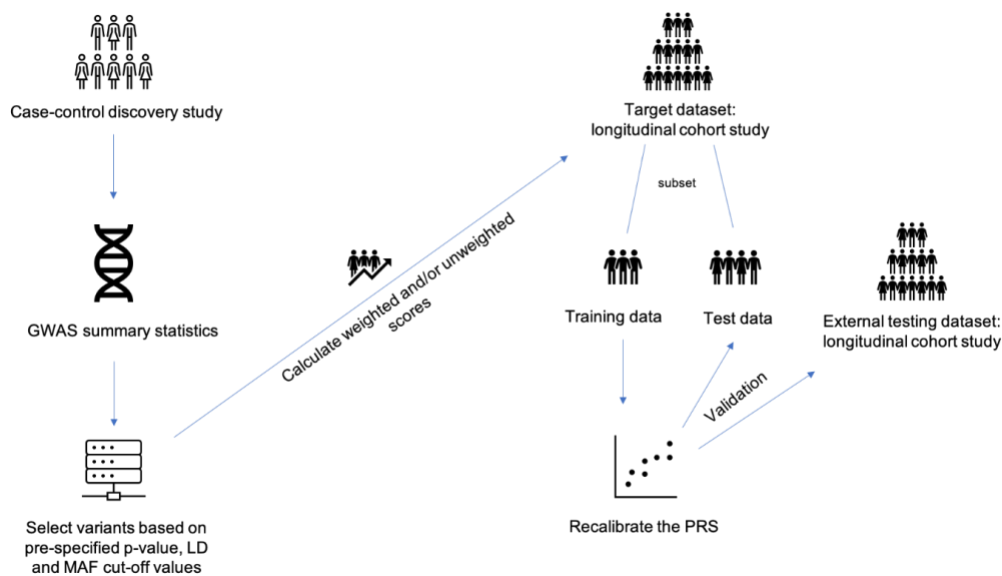 Case-control discovery study
GWAS summary statistics
Select variants based on
pre-specified p-value, LD
and MAF cut-off values
Calculate weighted and/or unweighted
scores
Target dataset:
longitudinal cohort study
subset
Training data
Test data
External testing dataset:
longitudinal cohort study
Validation
Recalibrate the PRS